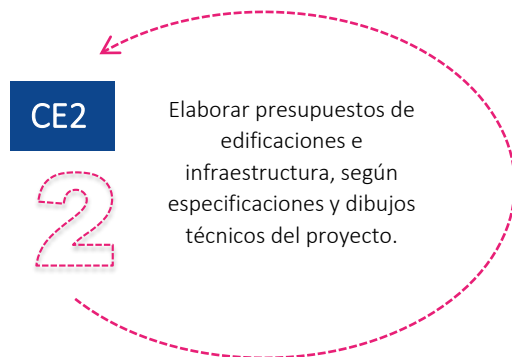 CE2
2
Elaborar presupuestos de
edificaciones e
infraestructura, según
especificaciones y dibujos
técnicos del proyecto.